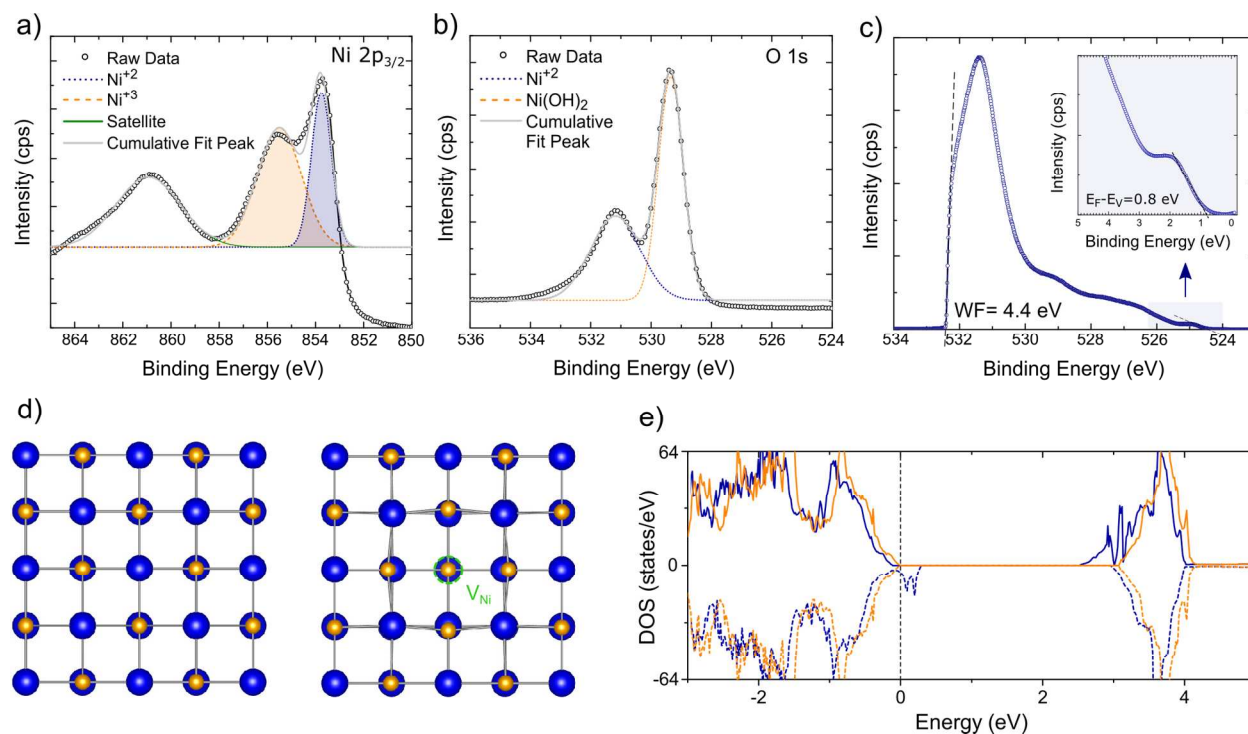 a)
Ni 2p3/2
Raw Data
Ni+2
Ni+3
Satellite
Cumulative Fit Peak
Intensity (cps)
864 862 860 858 856 854 852 850
Binding Energy (eV)
b)
O 1s
Raw Data
Ni+2
Ni(OH)2
Cumulative
Fit Peak
Intensity (cps)
536 534 532 530 528 526 524
Binding Energy (eV)
c)
Intensity (cps)
WF= 4.4 eV
534 532 530 528 526 524
Binding Energy (eV)
Intensity (cps)
EF-EV=0.8 eV
5 4 3 2 1 0
Binding Energy (eV)
d)
VNi
e)
DOS (states/eV)
64
0
-64
-2 0 2 4
Energy (eV)